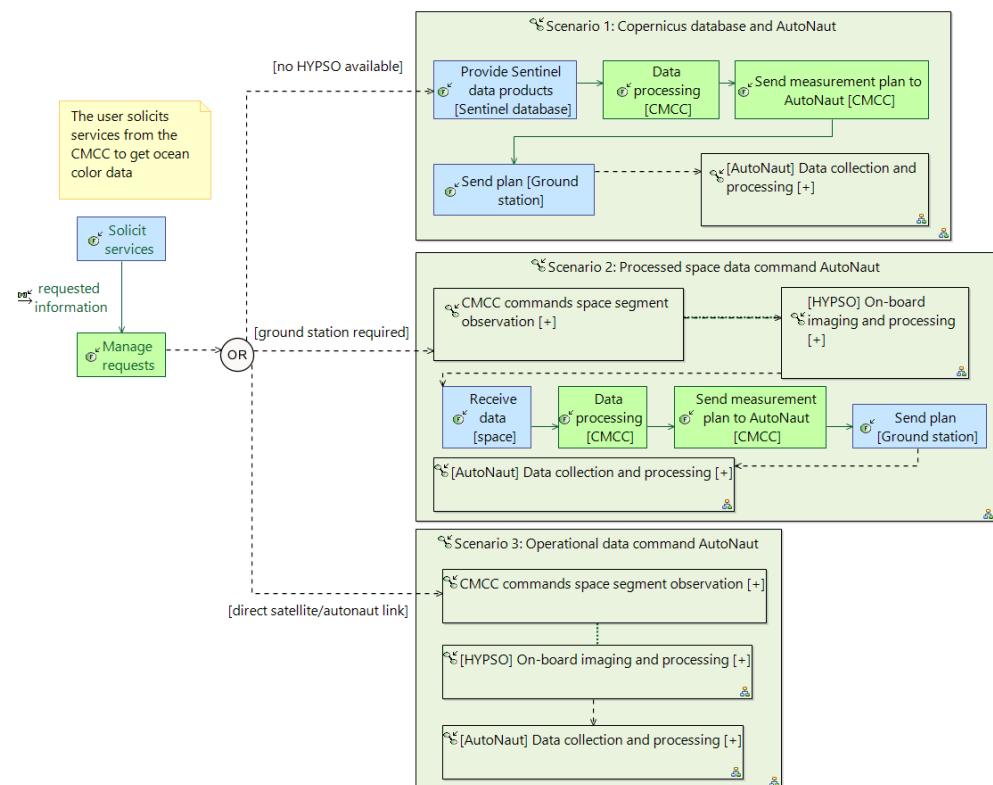 Scenario 1: Copernicus database and AutoNaut
[no HYPSO available]
Provide Sentinel
data products
[Sentinel database]
Data
processing
[CMCC]
Send measurement plan to
AutoNaut [CMCC]
The user solicits
services from the
CMCC to get ocean
color data
Send plan [Ground
station]
[AutoNaut] Data collection and
processing [+]
Solicit
services
requested
information
Manage
requests
OR
[ground station required]
Scenario 2: Processed space data command AutoNaut
CMCC commands space segment
observation [+]
[HYPSO] On-board
imaging and processing
[+]
Receive
data
[space]
Data
processing
[CMCC]
Send measurement
plan to AutoNaut
[CMCC]
Send plan
[Ground station]
[AutoNaut] Data collection and processing [+]
Scenario 3: Operational data command AutoNaut
CMCC commands space segment observation [+]
[direct satellite/autonaut link]
[HYPSO] On-board imaging and processing [+]
[AutoNaut] Data collection and processing [+]